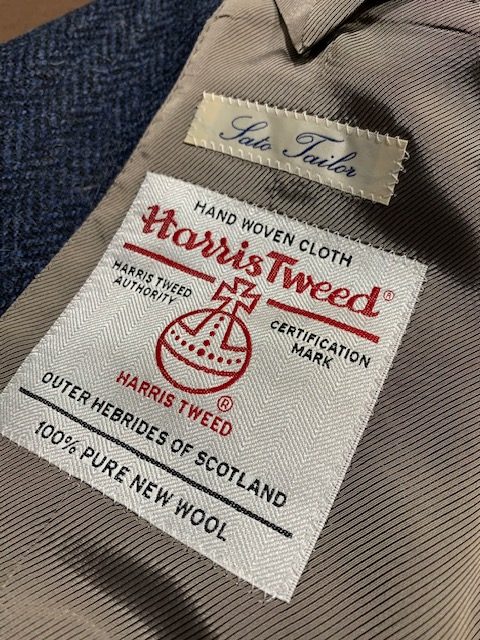 Sato Tailor
HAND WOVEN CLOTH
Harris Tweed®
HARRIS TWEED
AUTHORITY
CERTIFICATION
MARK
®
HARRIS TWEED
OUTER HEBRIDES OF SCOTLAND
100% PURE NEW WOOL